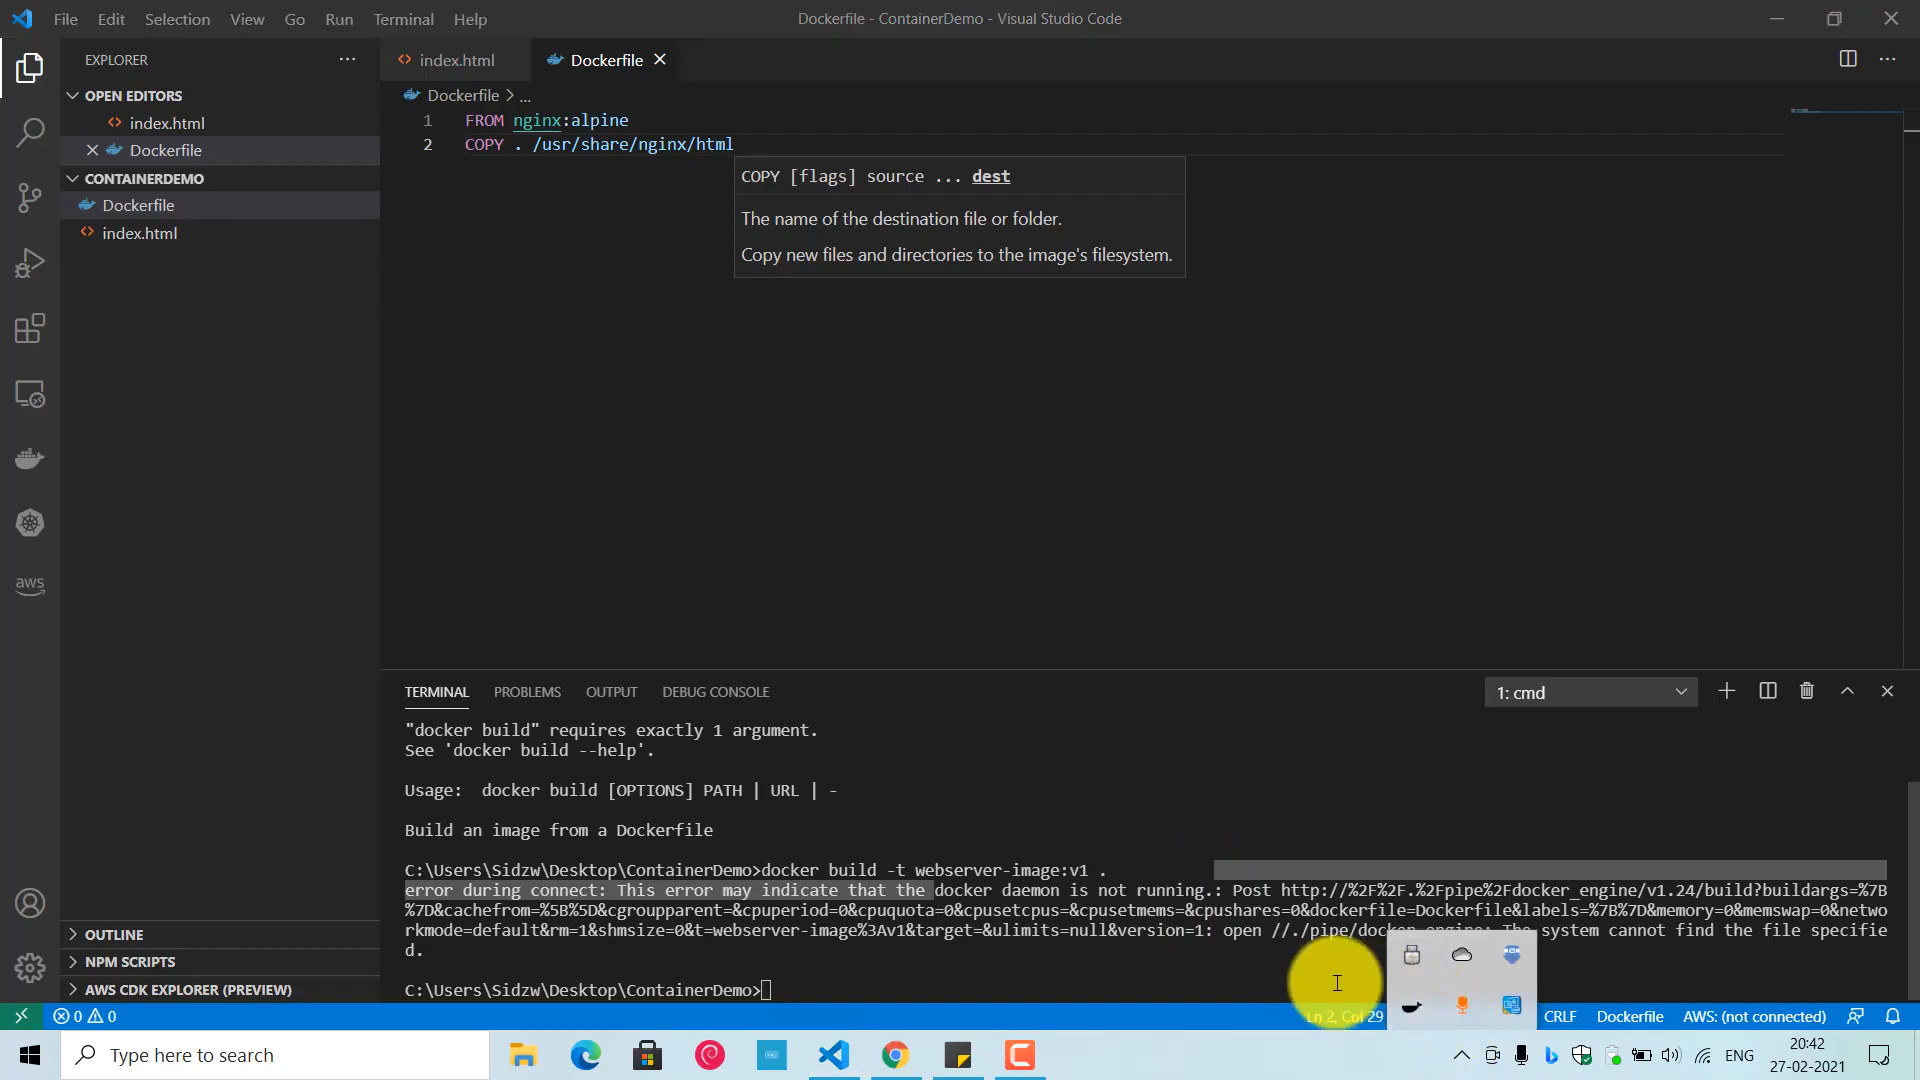 File Edit Selection View Go Run Terminal Help
Dockerfile - ContainerDemo - Visual Studio Code
EXPLORER
OPEN EDITORS
index.html
Dockerfile
CONTAINERDEMO
Dockerfile
index.html
OUTLINE
NPM SCRIPTS
AWS CDK EXPLORER (PREVIEW)
aws
index.html
Dockerfile
Dockerfile > ...
1 FROM nginx:alpine
2 COPY . /usr/share/nginx/html
COPY [flags] source ... dest
The name of the destination file or folder.
Copy new files and directories to the image's filesystem.
TERMINAL PROBLEMS OUTPUT DEBUG CONSOLE
1: cmd
"docker build" requires exactly 1 argument.
See 'docker build --help'.
Usage:  docker build [OPTIONS] PATH | URL | -
Build an image from a Dockerfile
C:\Users\Sidzw\Desktop\ContainerDemo>docker build -t webserver-image:v1 .
error during connect: This error may indicate that the docker daemon is not running.: Post http://%2F%2F.%2Fpipe%2Fdocker_engine/v1.24/build?buildargs=%7B
%7D&cachefrom=%5B%5D&cgroupparent=&cpuperiod=0&cpuquota=0&cpusetcpus=&cpusetmems=&cpushares=0&dockerfile=Dockerfile&labels=%7B%7D&memory=0&memswap=0&netwo
rkmode=default&rm=1&shmsize=0&t=webserver-image%3Av1&target=&ulimits=null&version=1: open //./pipe/docker_engine: The system cannot find the file specifie
d.
C:\Users\Sidzw\Desktop\ContainerDemo>
0 0
Ln 2, Col 29
CRLF Dockerfile AWS: (not connected)
Type here to search
ENG
20:42
27-02-2021